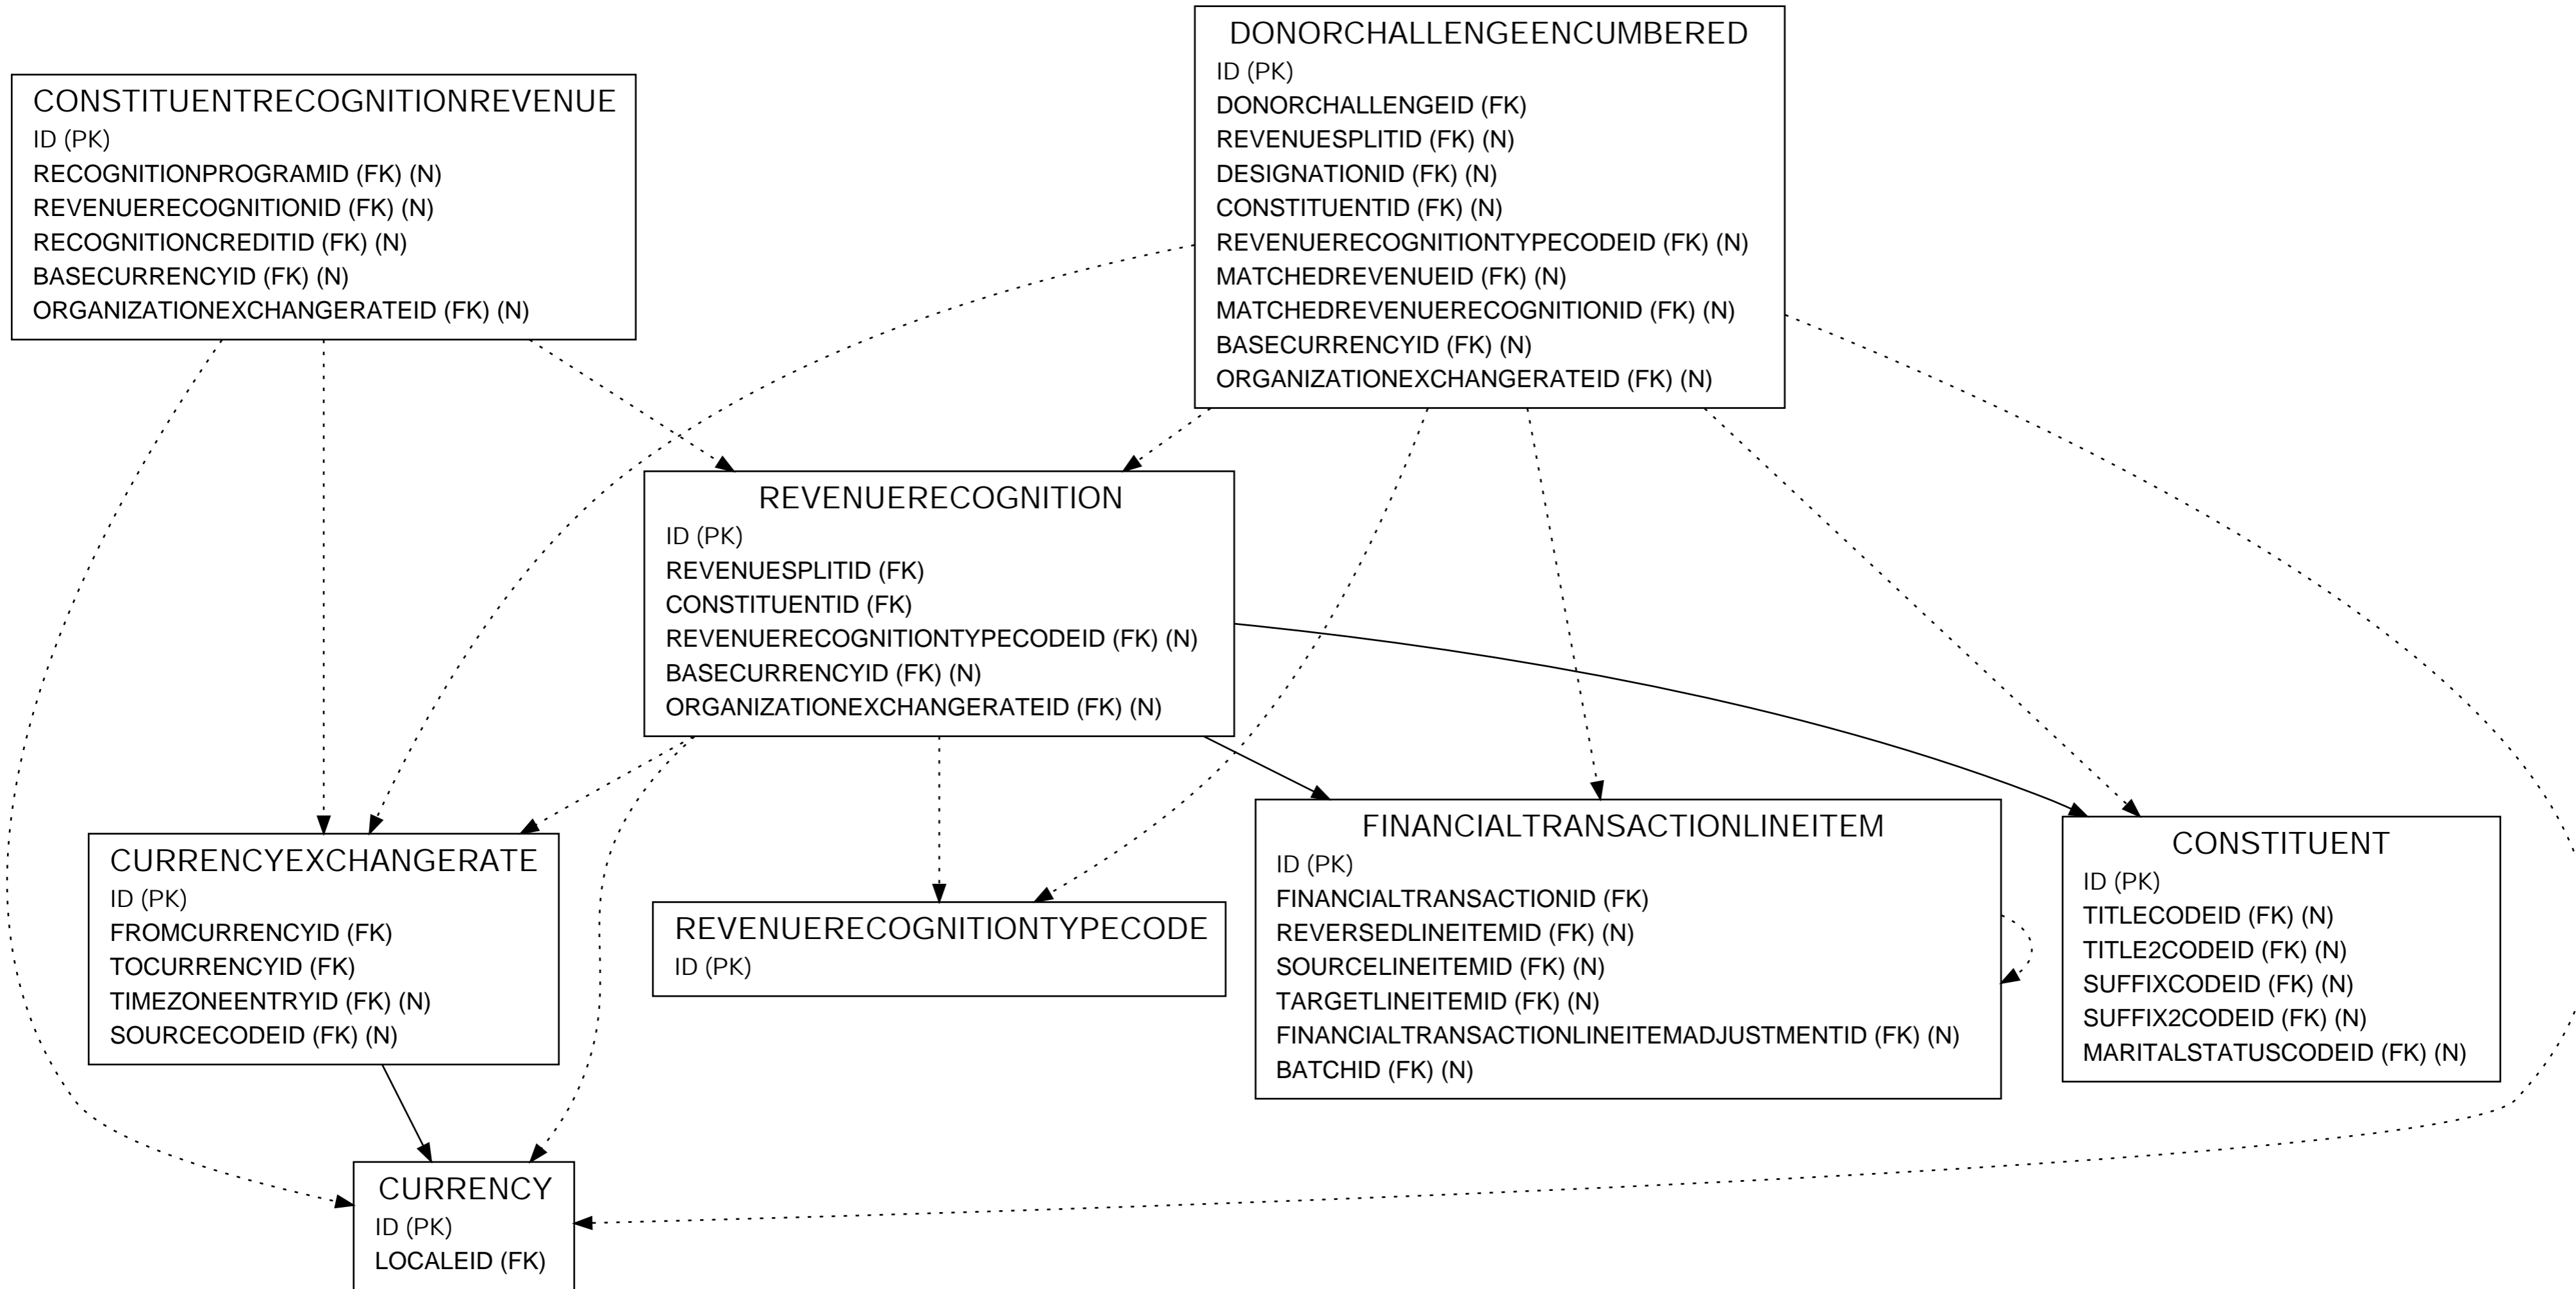 DONORCHALLENGEENCUMBERED
ID (PK)
DONORCHALLENGEID (FK)
REVENUESPLITID (FK) (N)
DESIGNATIONID (FK) (N)
CONSTITUENTID (FK) (N)
REVENUERECOGNITIONTYPECODEID (FK) (N)
MATCHEDREVENUEID (FK) (N)
MATCHEDREVENUERECOGNITIONID (FK) (N)
BASECURRENCYID (FK) (N)
ORGANIZATIONEXCHANGERATEID (FK) (N)
CONSTITUENTRECOGNITIONREVENUE
ID (PK)
RECOGNITIONPROGRAMID (FK) (N)
REVENUERECOGNITIONID (FK) (N)
RECOGNITIONCREDITID (FK) (N)
BASECURRENCYID (FK) (N)
ORGANIZATIONEXCHANGERATEID (FK) (N)
REVENUERECOGNITION
ID (PK)
REVENUESPLITID (FK)
CONSTITUENTID (FK)
REVENUERECOGNITIONTYPECODEID (FK) (N)
BASECURRENCYID (FK) (N)
ORGANIZATIONEXCHANGERATEID (FK) (N)
CURRENCYEXCHANGERATE
ID (PK)
FROMCURRENCYID (FK)
TOCURRENCYID (FK)
TIMEZONEENTRYID (FK) (N)
SOURCECODEID (FK) (N)
REVENUERECOGNITIONTYPECODE
ID (PK)
FINANCIALTRANSACTIONLINEITEM
ID (PK)
FINANCIALTRANSACTIONID (FK)
REVERSEDLINEITEMID (FK) (N)
SOURCELINEITEMID (FK) (N)
TARGETLINEITEMID (FK) (N)
FINANCIALTRANSACTIONLINEITEMADJUSTMENTID (FK) (N)
BATCHID (FK) (N)
CONSTITUENT
ID (PK)
TITLECODEID (FK) (N)
TITLE2CODEID (FK) (N)
SUFFIXCODEID (FK) (N)
SUFFIX2CODEID (FK) (N)
MARITALSTATUSCODEID (FK) (N)
CURRENCY
ID (PK)
LOCALEID (FK)